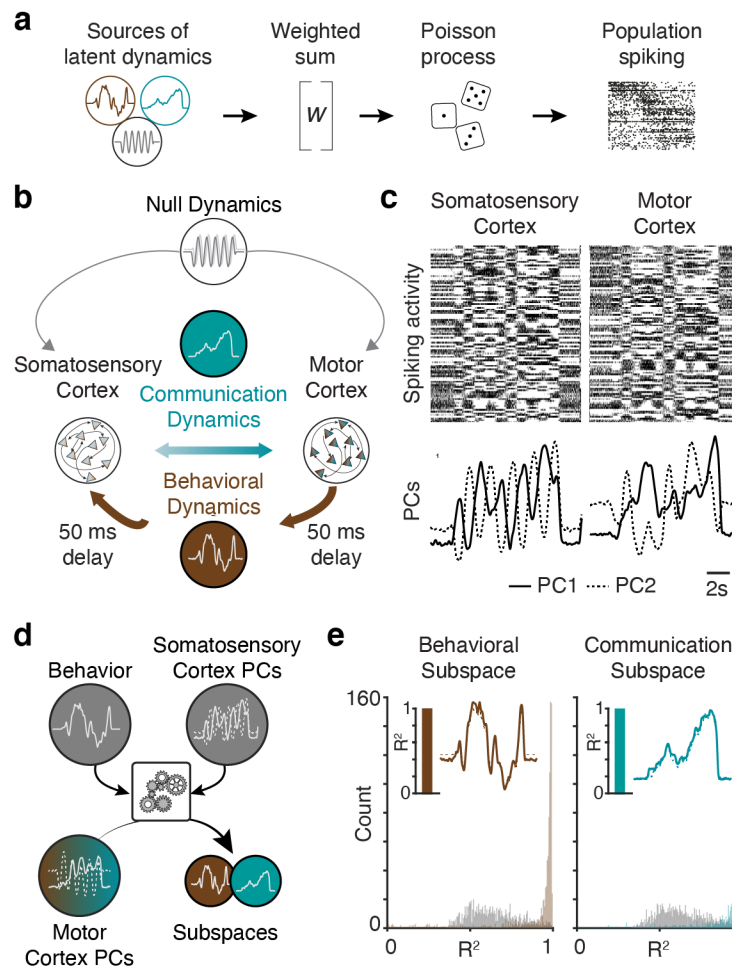 a
Sources of
latent dynamics
Weighted
sum
Poisson
process
Population
spiking
w
b
Null Dynamics
Somatosensory
Cortex
Motor
Cortex
Communication
Dynamics
Behavioral
Dynamics
50 ms
delay
50 ms
delay
c
Somatosensory
Cortex
Motor
Cortex
Spiking activity
PCs
PC1
PC2
2s
d
Behavior
Somatosensory
Cortex PCs
Motor
Cortex PCs
Subspaces
e
Behavioral
Subspace
Communication
Subspace
160
Count
0
1
R²
0
1
R²
0
0
R²
1
0
R²